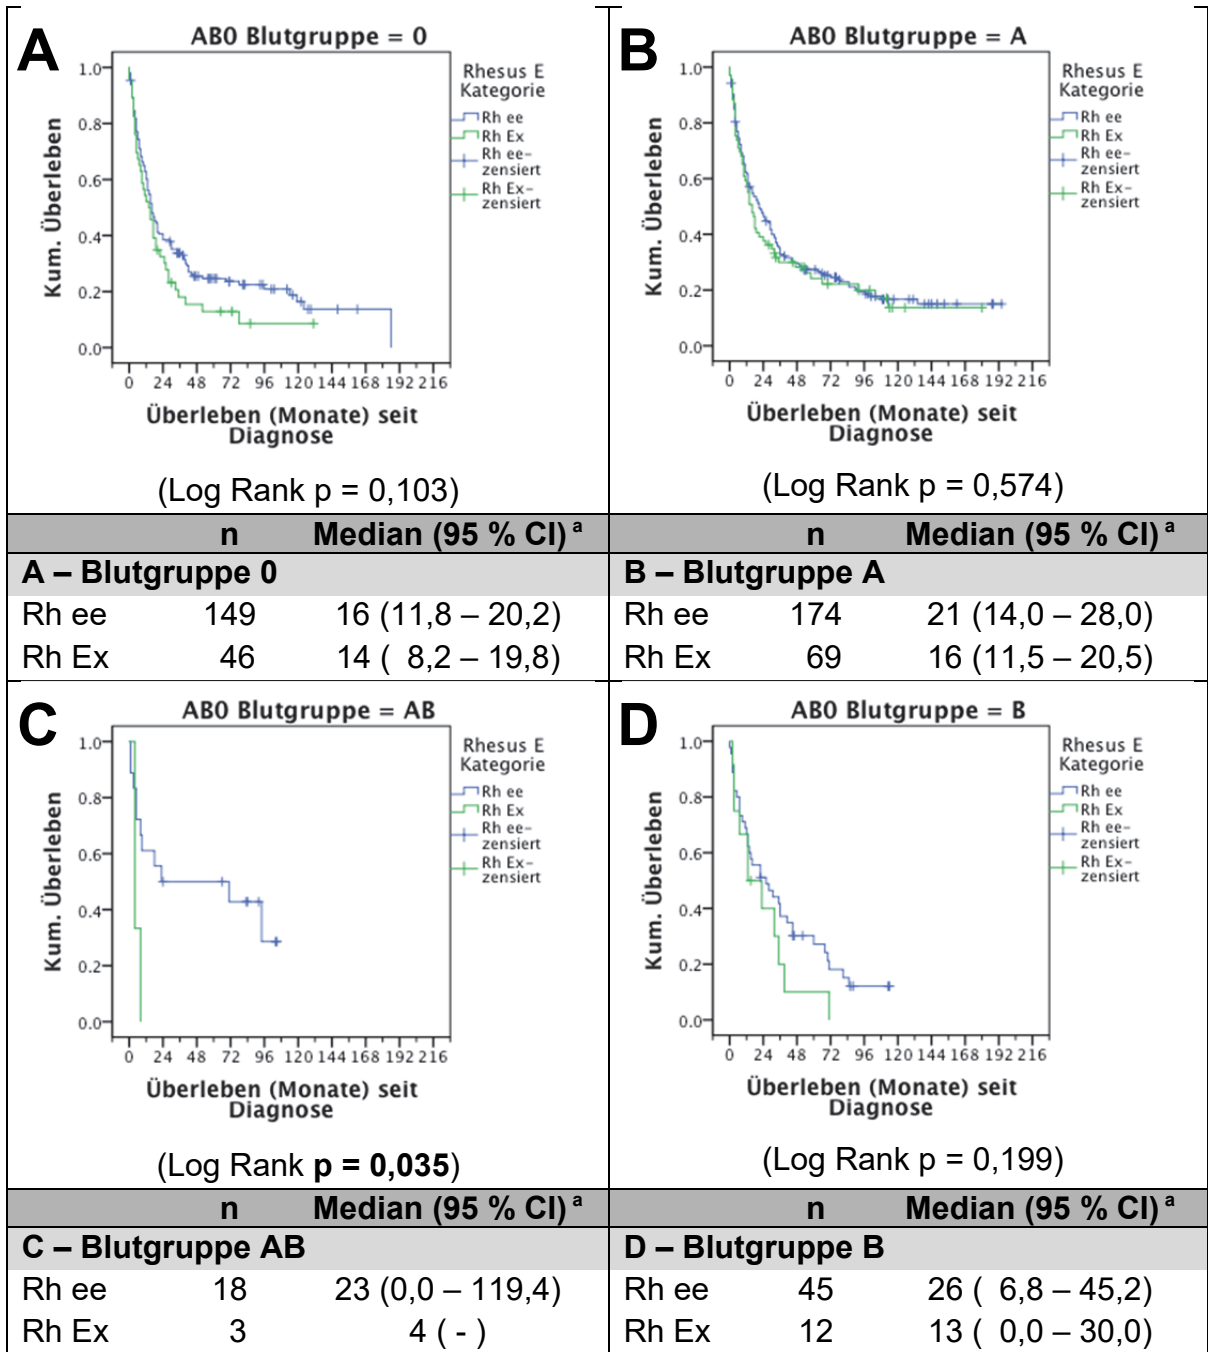 A
AB0 Blutgruppe = 0
Rhesus E
Kategorie
Rh ee
Rh Ex
Rh ee-
zensiert
Rh Ex-
zensiert
Kum. Überleben
1.0
0.8
0.6
0.4
0.2
0.0
0 24 48 72 96 120 144 168 192 216
Überleben (Monate) seit
Diagnose
(Log Rank p = 0,103)
n Median (95 % CI) a
A – Blutgruppe 0
Rh ee 149 16 (11,8 – 20,2)
Rh Ex 46 14 ( 8,2 – 19,8)
B
AB0 Blutgruppe = A
Rhesus E
Kategorie
Rh ee
Rh Ex
Rh ee-
zensiert
Rh Ex-
zensiert
Kum. Überleben
1.0
0.8
0.6
0.4
0.2
0.0
0 24 48 72 96 120 144 168 192 216
Überleben (Monate) seit
Diagnose
(Log Rank p = 0,574)
n Median (95 % CI) a
B – Blutgruppe A
Rh ee 174 21 (14,0 – 28,0)
Rh Ex 69 16 (11,5 – 20,5)
C
AB0 Blutgruppe = AB
Rhesus E
Kategorie
Rh ee
Rh Ex
Rh ee-
zensiert
Rh Ex-
zensiert
Kum. Überleben
1.0
0.8
0.6
0.4
0.2
0.0
0 24 48 72 96 120 144 168 192 216
Überleben (Monate) seit
Diagnose
(Log Rank p = 0,035)
n Median (95 % CI) a
C – Blutgruppe AB
Rh ee 18 23 (0,0 – 119,4)
Rh Ex 3 4 ( - )
D
AB0 Blutgruppe = B
Rhesus E
Kategorie
Rh ee
Rh Ex
Rh ee-
zensiert
Rh Ex-
zensiert
Kum. Überleben
1.0
0.8
0.6
0.4
0.2
0.0
0 24 48 72 96 120 144 168 192 216
Überleben (Monate) seit
Diagnose
(Log Rank p = 0,199)
n Median (95 % CI) a
D – Blutgruppe B
Rh ee 45 26 ( 6,8 – 45,2)
Rh Ex 12 13 ( 0,0 – 30,0)